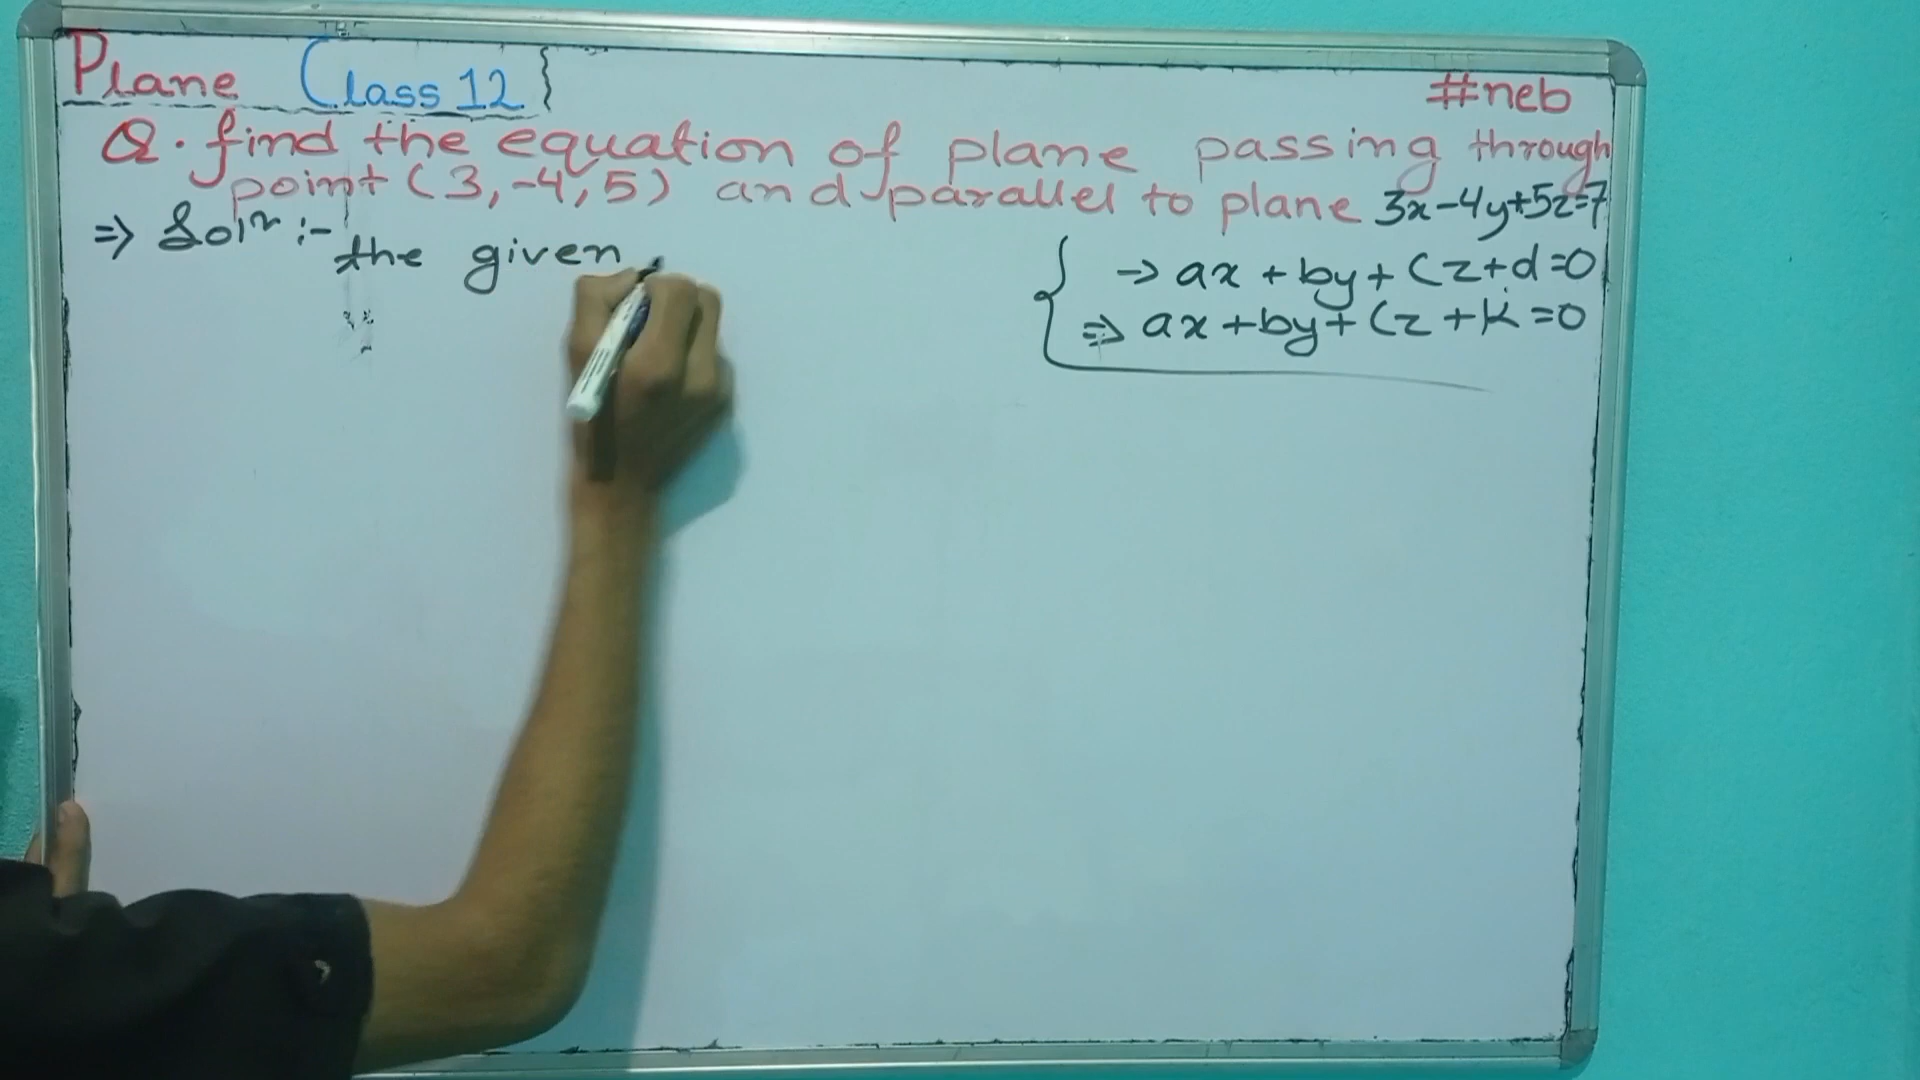 Plane Class 12 }
#neb
Q. find the equation of plane passing through
point (3, -4, 5) and parallel to plane 3x-4y+5z=7
=> Solⁿ :-
the given
{ -> ax + by + cz + d = 0
=> ax + by + cz + k = 0